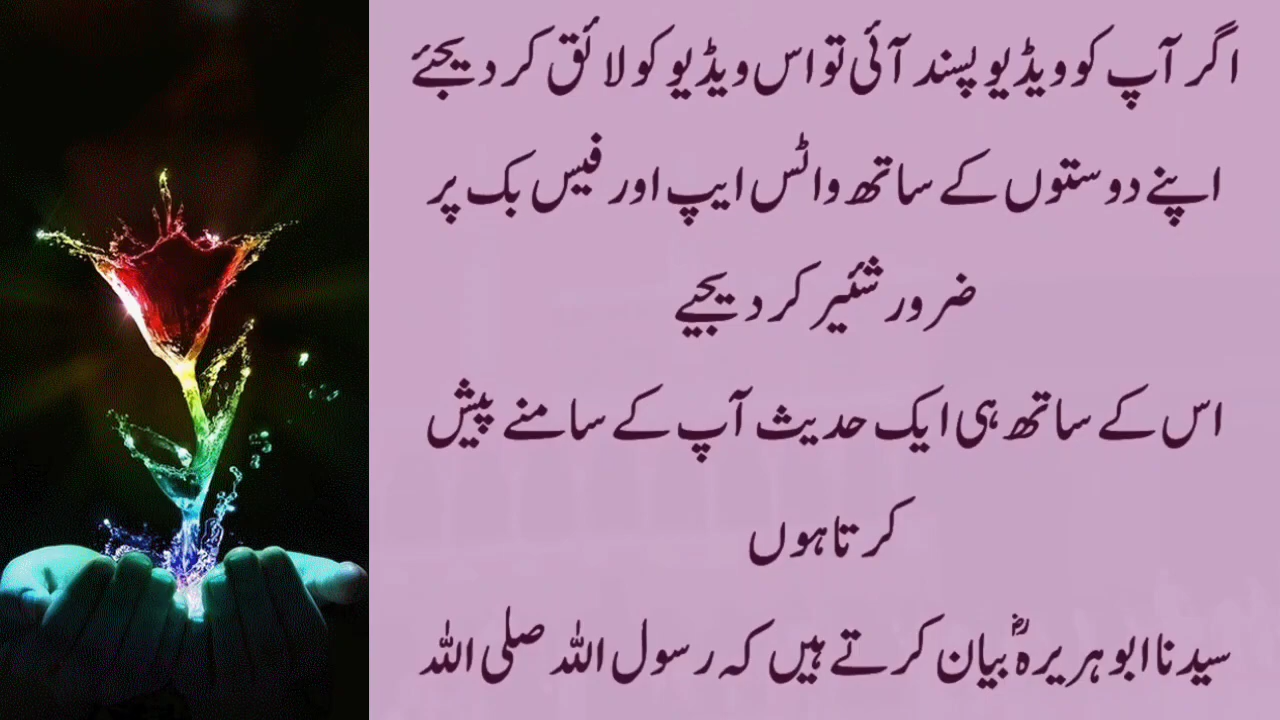 اگر آپ کو ویڈیو پسند آئی تو اس ویڈیو کو لائق کر دیجئے
اپنے دوستوں کے ساتھ واٹس ایپ اور فیس بک پر
ضرور شئیر کر دیجیے
اس کے ساتھ ہی ایک حدیث آپ کے سامنے پیش
کرتا ہوں
سیدنا ابو ہریرہؓ بیان کرتے ہیں کہ رسول اللہ صلی اللہ